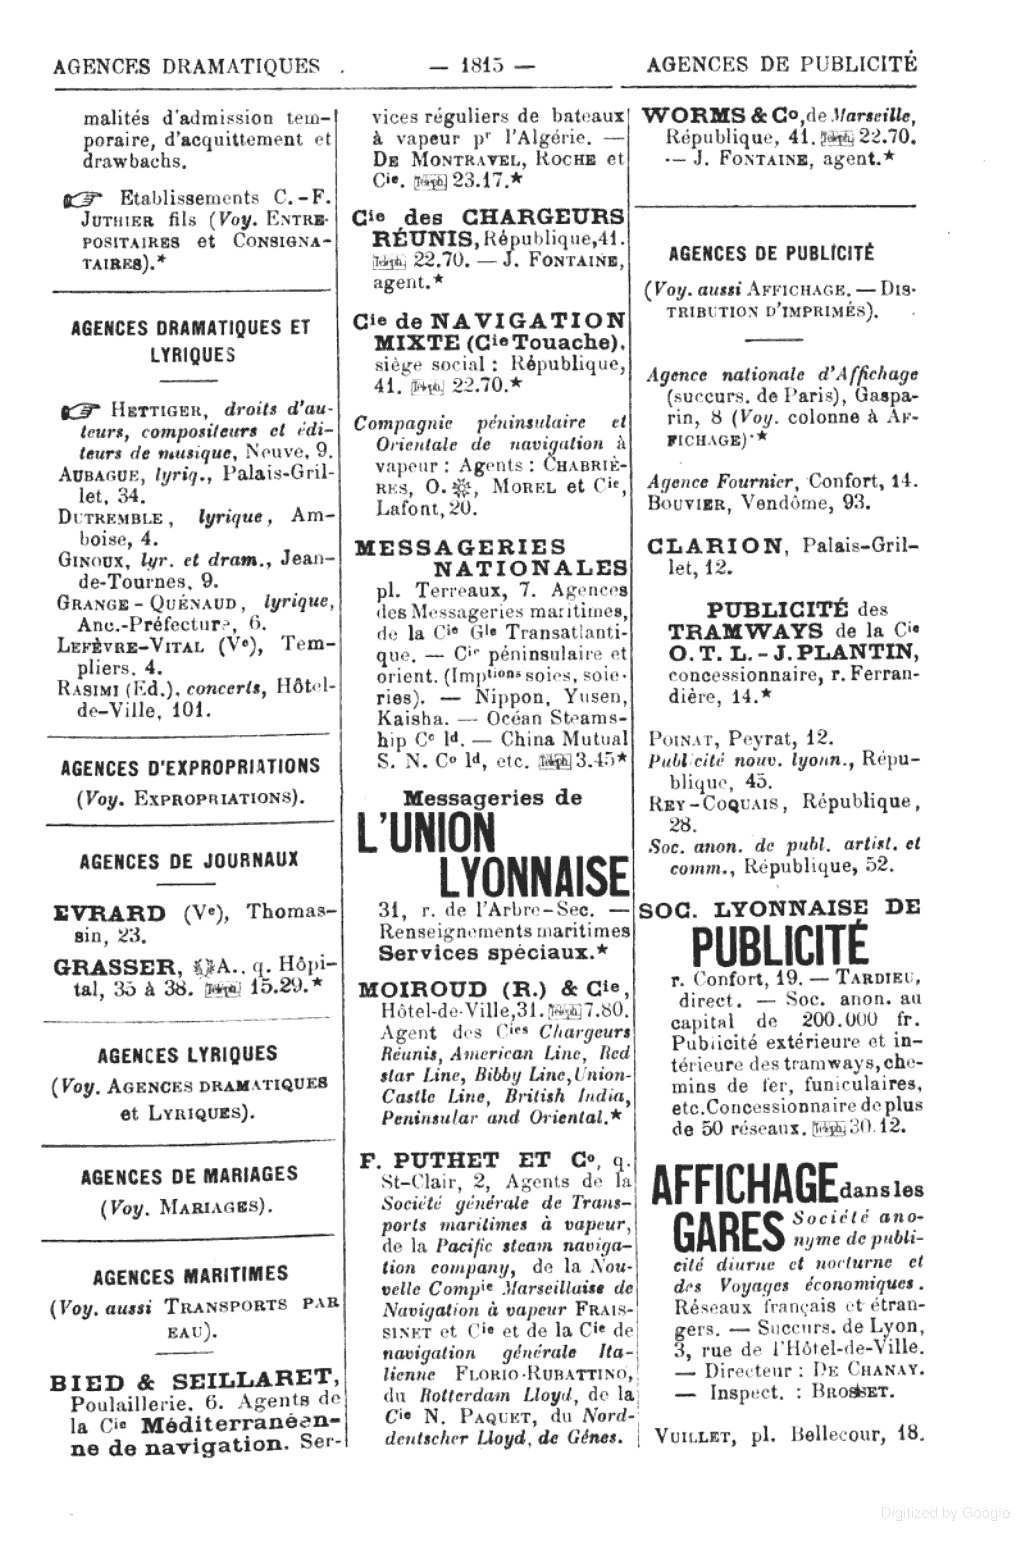 AGENCES DRAMATIQUES — 1815 — AGENCES DE PUBLICITÉ
malités d'admission tem-
poraire, d'acquittement et
drawbachs.
Etablissements C.-F.
JUTHIER fils (Voy. ENTRE-
POSITAIRES et CONSIGNA-
TAIRES).*
AGENCES DRAMATIQUES ET
LYRIQUES
HETTIGER, droits d'au-
teurs, compositeurs et édi-
teurs de musique, Neuve, 9.
AUBAGUE, lyriq., Palais-Gril-
let, 34.
DUTREMBLE, lyrique, Am-
boise, 4.
GINOUX, lyr. et dram., Jean-
de-Tournes, 9.
GRANGE-QUÉNAUD, lyrique,
Anc.-Préfecture, 6.
LEFÈVRE-VITAL (Ve), Tem-
pliers, 4.
RASIMI (Ed.), concerts, Hôtel-
de-Ville, 101.
AGENCES D'EXPROPRIATIONS
(Voy. EXPROPRIATIONS).
AGENCES DE JOURNAUX
EVRARD (Ve), Thomas-
sin, 23.
GRASSER, A., q. Hôpi-
tal, 35 à 38. Téléph. 15.29.*
AGENCES LYRIQUES
(Voy. AGENCES DRAMATIQUES
et LYRIQUES).
AGENCES DE MARIAGES
(Voy. MARIAGES).
AGENCES MARITIMES
(Voy. aussi TRANSPORTS PAR
EAU).
BIED & SEILLARET,
Poulaillerie, 6. Agents de
la Cie Méditerranéen-
ne de navigation. Ser-
vices réguliers de bateaux
à vapeur pr l'Algérie. —
DE MONTRAVEL, ROCHE et
Cie. Téléph. 23.17.*
Cie des CHARGEURS
RÉUNIS, République, 41.
Téléph. 22.70. — J. FONTAINE,
agent.*
Cie de NAVIGATION
MIXTE (Cie Touache),
siège social : République,
41. Téléph. 22.70.*
Compagnie péninsulaire et
Orientale de navigation à
vapeur : Agents : CHABRIÈ-
RES, O. ☼, MOREL et Cie,
Lafont, 20.
MESSAGERIES
NATIONALES
pl. Terreaux, 7. Agences
des Messageries maritimes,
de la Cie Gle Transatlanti-
que. — Cie péninsulaire et
orient. (Imptions soies, soie-
ries). — Nippon, Yusen,
Kaisha. — Océan Steams-
hip Co ld. — China Mutual
S. N. Co ld, etc. Téléph. 3.45*
Messageries de
L'UNION
LYONNAISE
31, r. de l'Arbre-Sec. —
Renseignements maritimes
Services spéciaux.*
MOIROUD (R.) & Cie,
Hôtel-de-Ville, 31. Téléph. 7.80.
Agent des Cies Chargeurs
Réunis, American Line, Red
star Line, Bibby Line, Union-
Castle Line, British India,
Peninsular and Oriental.*
F. PUTHET ET Co, q.
St-Clair, 2, Agents de la
Société générale de Trans-
ports maritimes à vapeur,
de la Pacific steam naviga-
tion company, de la Nou-
velle Compie Marseillaise de
Navigation à vapeur FRAIS-
SINET et Cie et de la Cie de
navigation générale Ita-
lienne FLORIO-RUBATTINO,
du Rotterdam Lloyd, de la
Cie N. PAQUET, du Nord-
dentscher Lloyd, de Gênes.
WORMS & Co, de Marseille,
République, 41. Téléph. 22.70.
— J. FONTAINE, agent.*
AGENCES DE PUBLICITÉ
(Voy. aussi AFFICHAGE. — DIS-
TRIBUTION D'IMPRIMÉS).
Agence nationale d'Affichage
(succurs. de Paris), Gaspa-
rin, 8 (Voy. colonne à AF-
FICHAGE).*
Agence Fournier, Confort, 14.
BOUVIER, Vendôme, 93.
CLARION, Palais-Gril-
let, 12.
PUBLICITÉ des
TRAMWAYS de la Cie
O. T. L. - J. PLANTIN,
concessionnaire, r. Ferran-
dière, 14.*
POINAT, Peyrat, 12.
Publicité nouv. lyonn., Répu-
blique, 45.
REY-COQUAIS, République,
28.
Soc. anon. de publ. artist. et
comm., République, 52.
SOC. LYONNAISE DE
PUBLICITÉ
r. Confort, 19. — TARDIEU,
direct. — Soc. anon. au
capital de 200.000 fr.
Publicité extérieure et in-
térieure des tramways, che-
mins de fer, funiculaires,
etc. Concessionnaire de plus
de 50 réseaux. Téléph. 30.12.
AFFICHAGE dans les
GARES Société ano-
nyme de publi-
cité diurne et nocturne et
des Voyages économiques.
Réseaux français et étran-
gers. — Succurs. de Lyon,
3, rue de l'Hôtel-de-Ville.
— Directeur : DE CHANAY.
— Inspect. : BROSSET.
VUILLET, pl. Bellecour, 18.
Digitized by Google